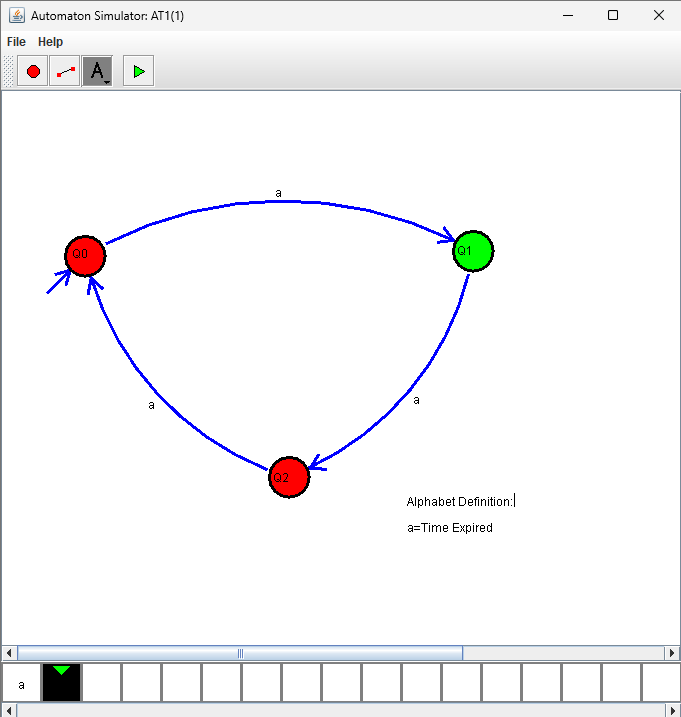 Automaton Simulator: AT1(1)
File Help
A
a
Q0
Q1
a
a
Q2
Alphabet Definition:
a=Time Expired
a